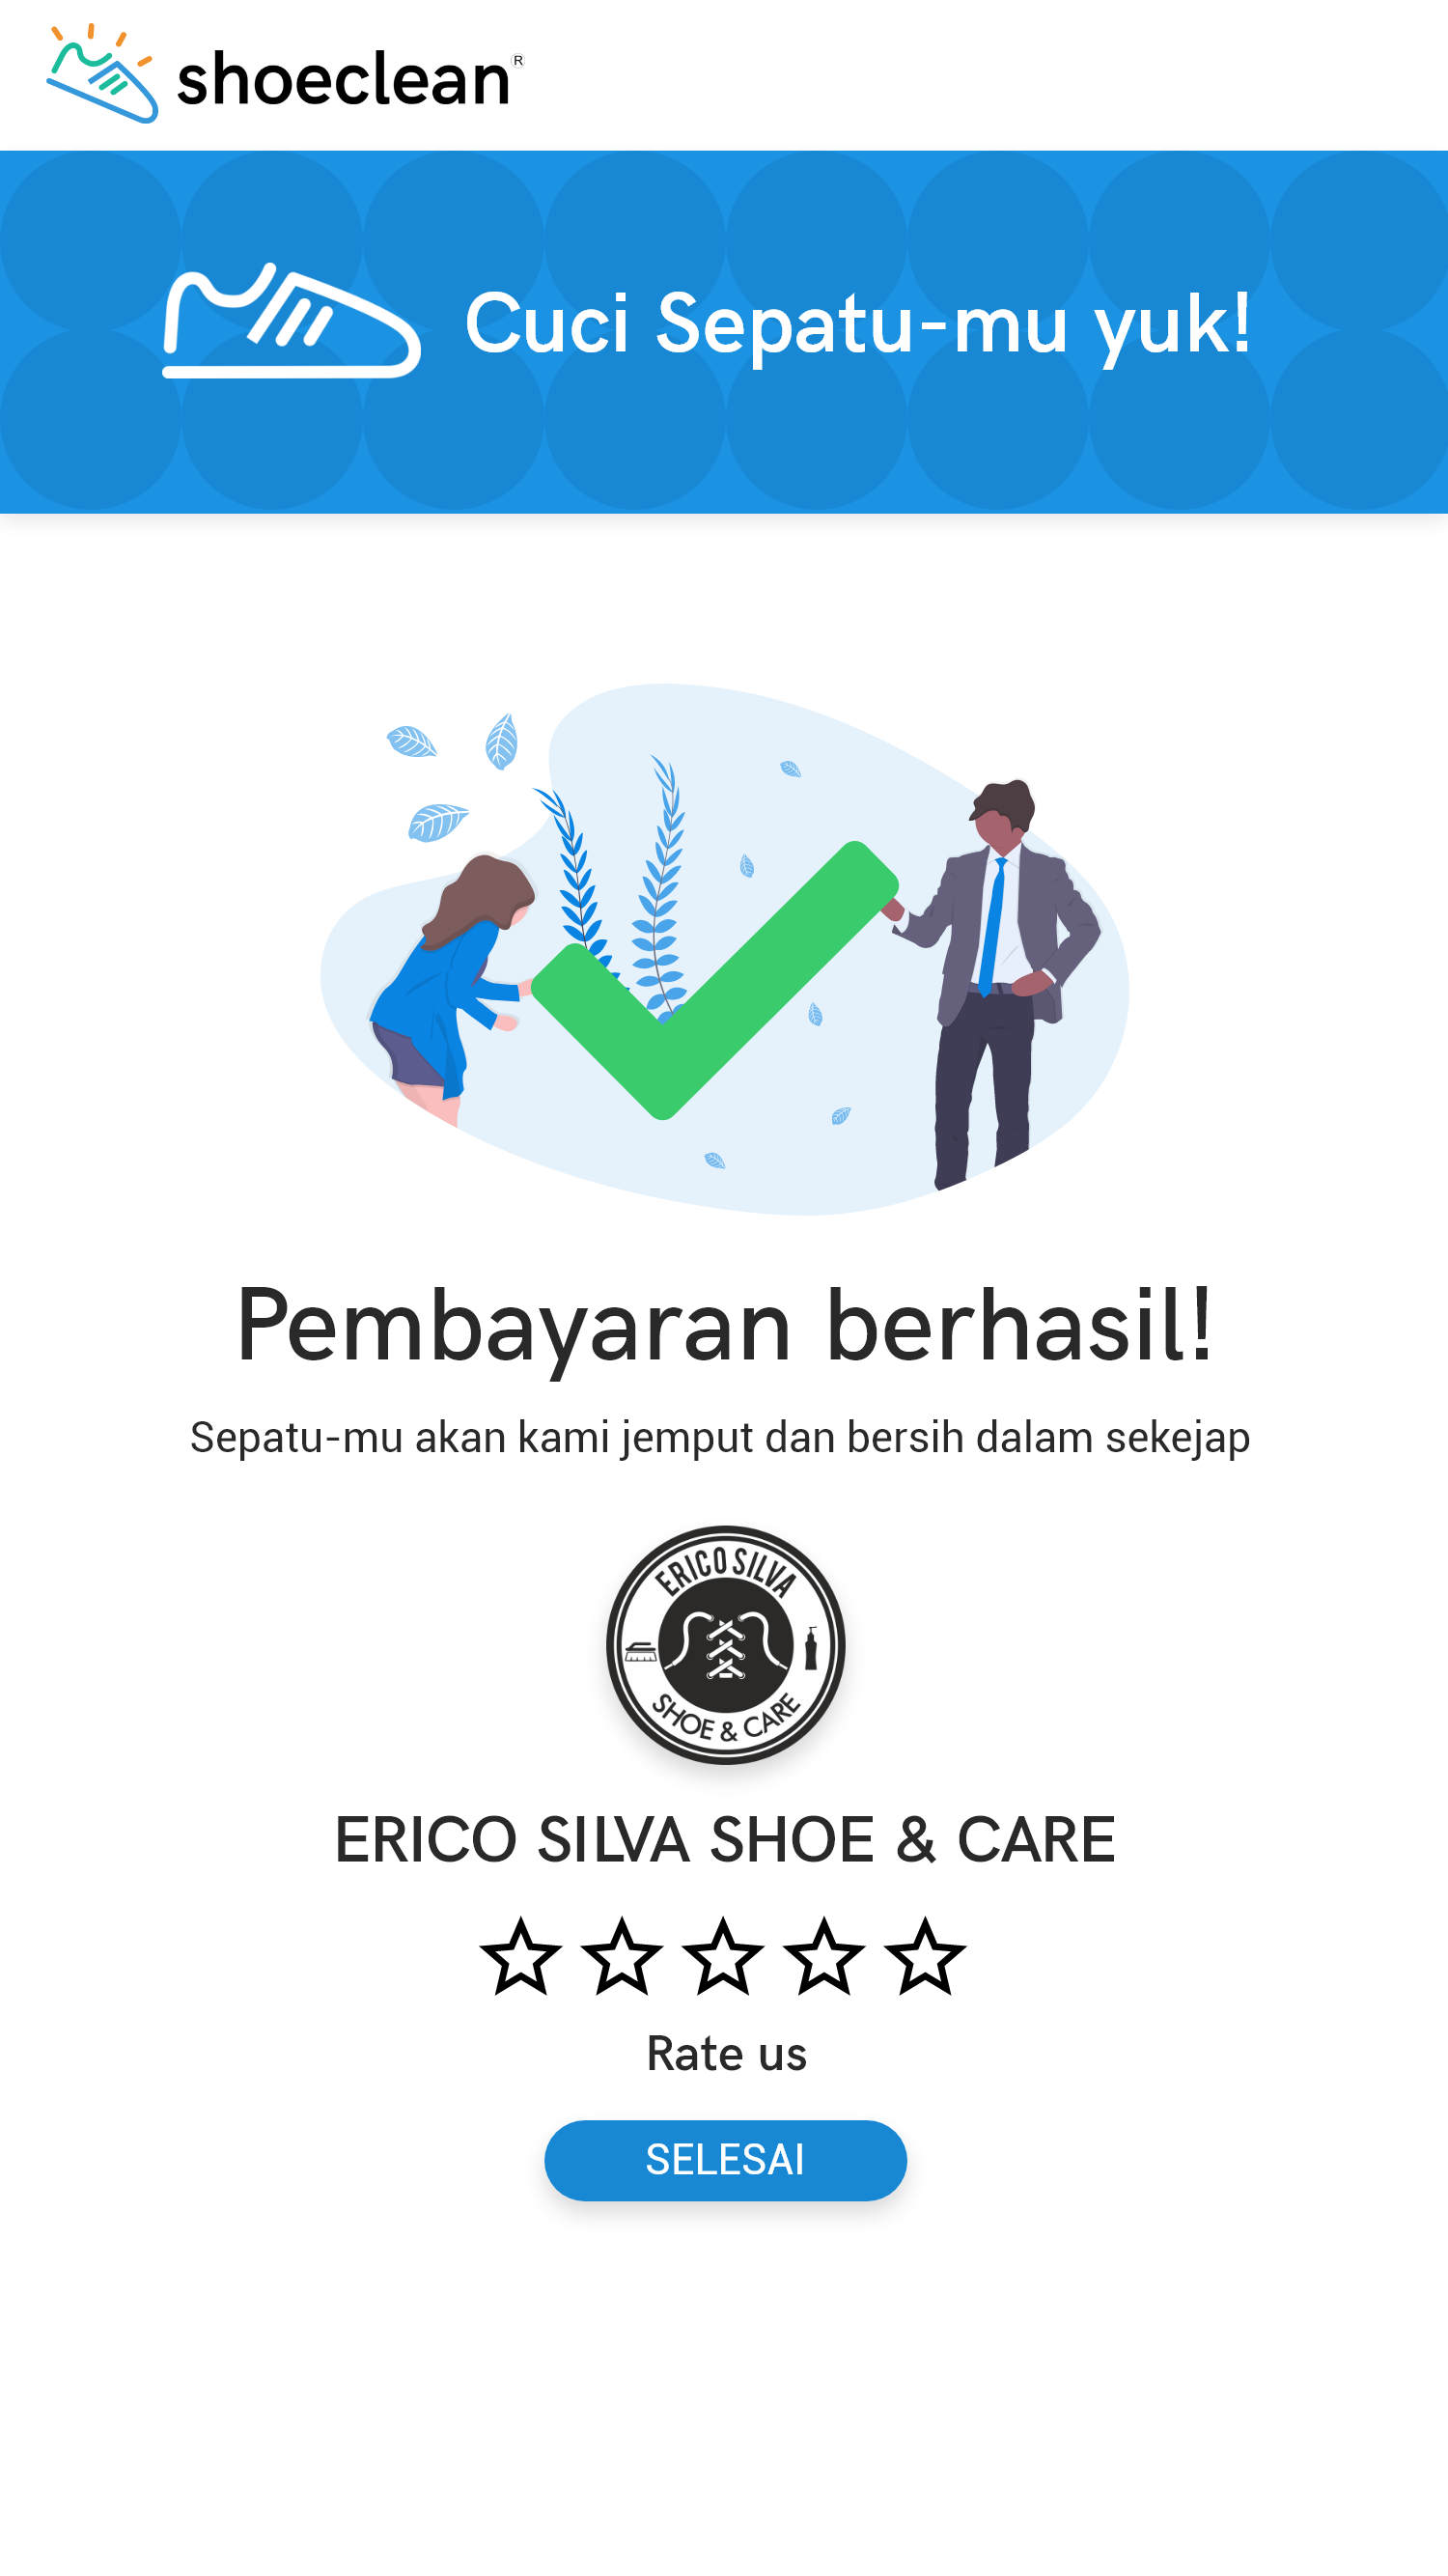 shoeclean®
Cuci Sepatu-mu yuk!
Pembayaran berhasil!
Sepatu-mu akan kami jemput dan bersih dalam sekejap
ERICO SILVA
SHOE & CARE
ERICO SILVA SHOE & CARE
Rate us
SELESAI